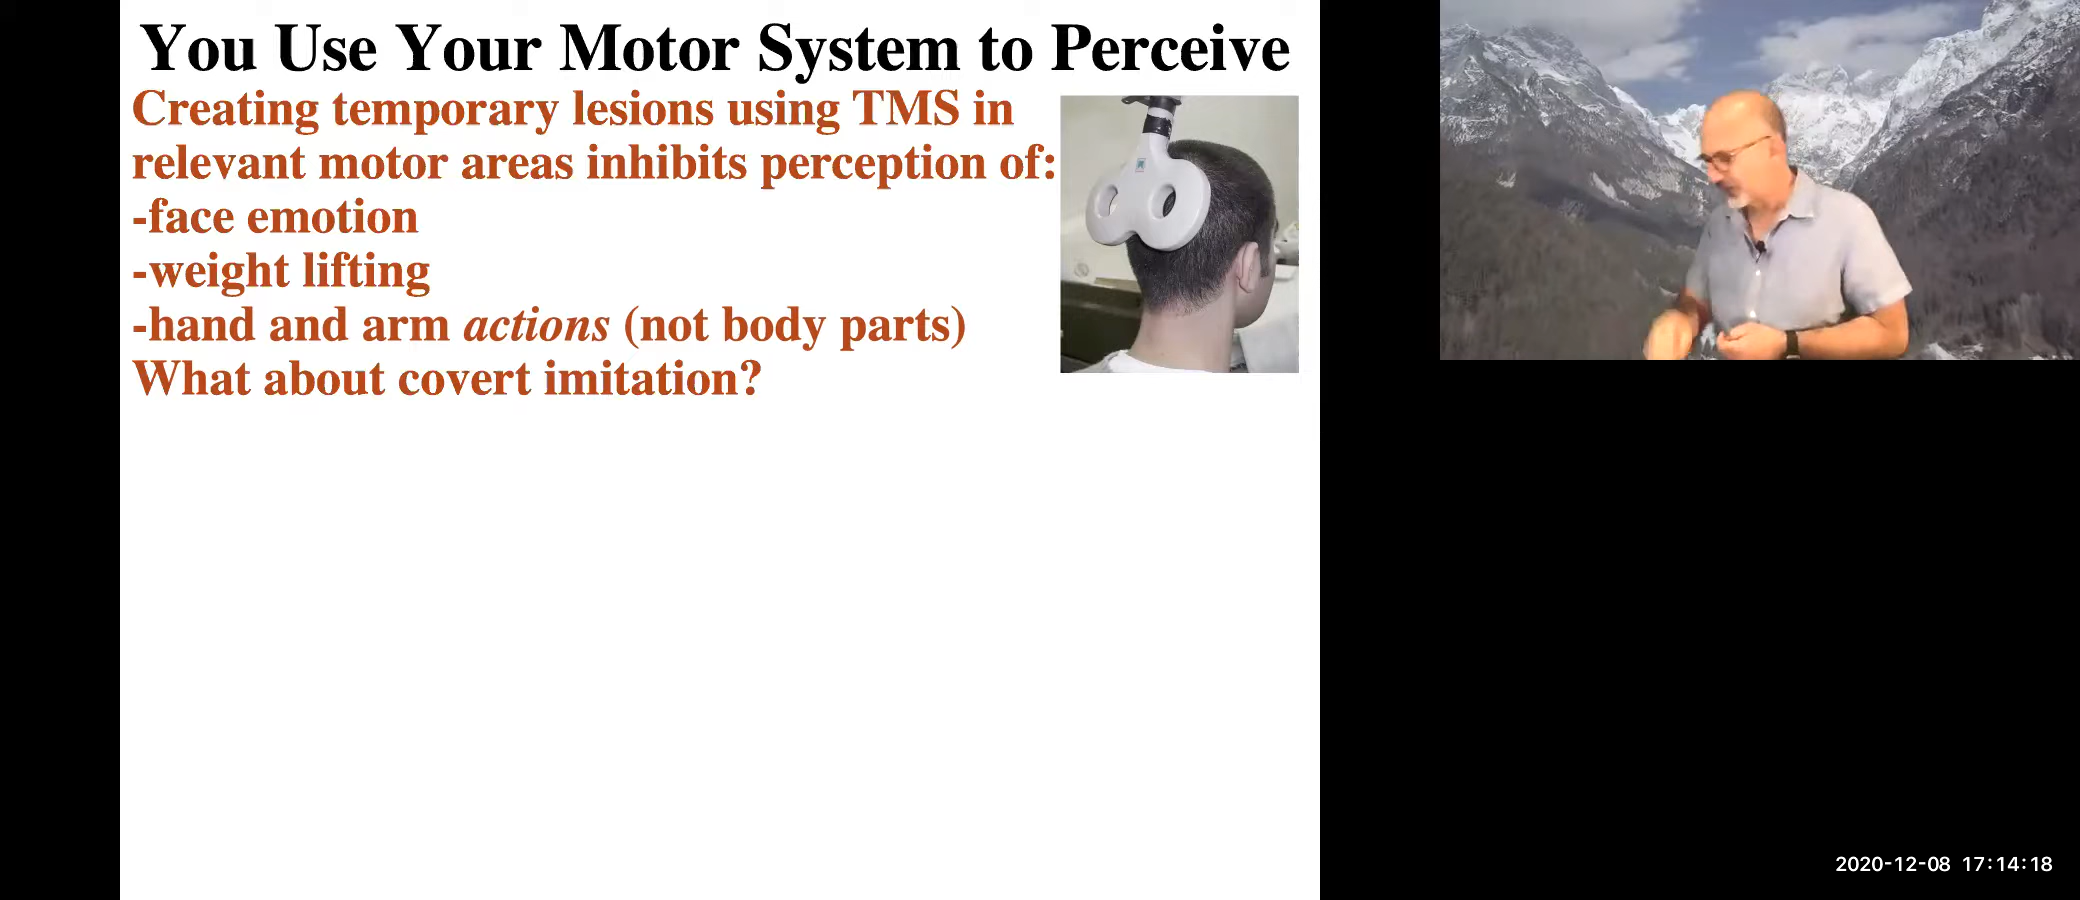 You Use Your Motor System to Perceive
Creating temporary lesions using TMS in
relevant motor areas inhibits perception of:
-face emotion
-weight lifting
-hand and arm actions (not body parts)
What about covert imitation?
2020-12-08 17:14:18